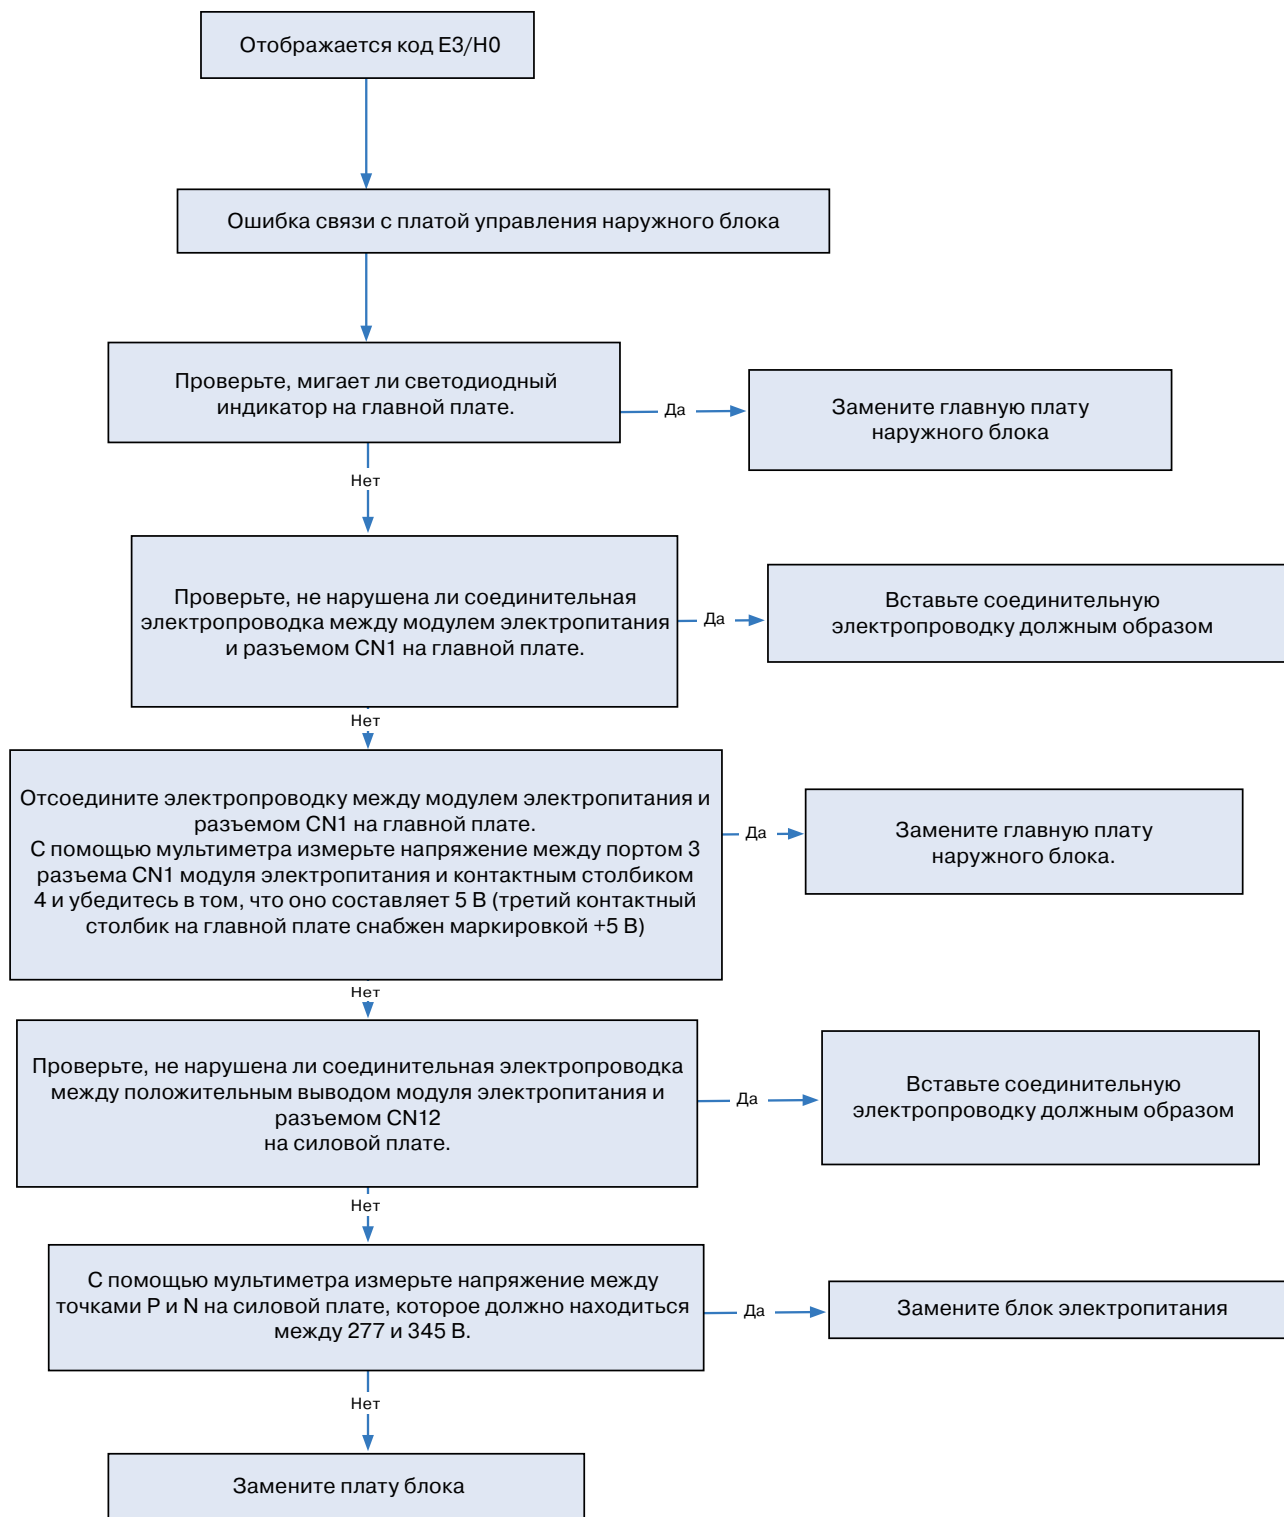 Отображается код E3/H0
Ошибка связи с платой управления наружного блока
Проверьте, мигает ли светодиодный
индикатор на главной плате.
Да
Замените главную плату
наружного блока
Нет
Проверьте, не нарушена ли соединительная
электропроводка между модулем электропитания
и разъемом CN1 на главной плате.
Да
Вставьте соединительную
электропроводку должным образом
Нет
Отсоедините электропроводку между модулем электропитания и
разъемом CN1 на главной плате.
С помощью мультиметра измерьте напряжение между портом 3
разъема CN1 модуля электропитания и контактным столбиком
4 и убедитесь в том, что оно составляет 5 В (третий контактный
столбик на главной плате снабжен маркировкой +5 В)
Да
Замените главную плату
наружного блока.
Нет
Проверьте, не нарушена ли соединительная электропроводка
между положительным выводом модуля электропитания и
разъемом CN12
на силовой плате.
Да
Вставьте соединительную
электропроводку должным образом
Нет
С помощью мультиметра измерьте напряжение между
точками P и N на силовой плате, которое должно находиться
между 277 и 345 В.
Да
Замените блок электропитания
Нет
Замените плату блока